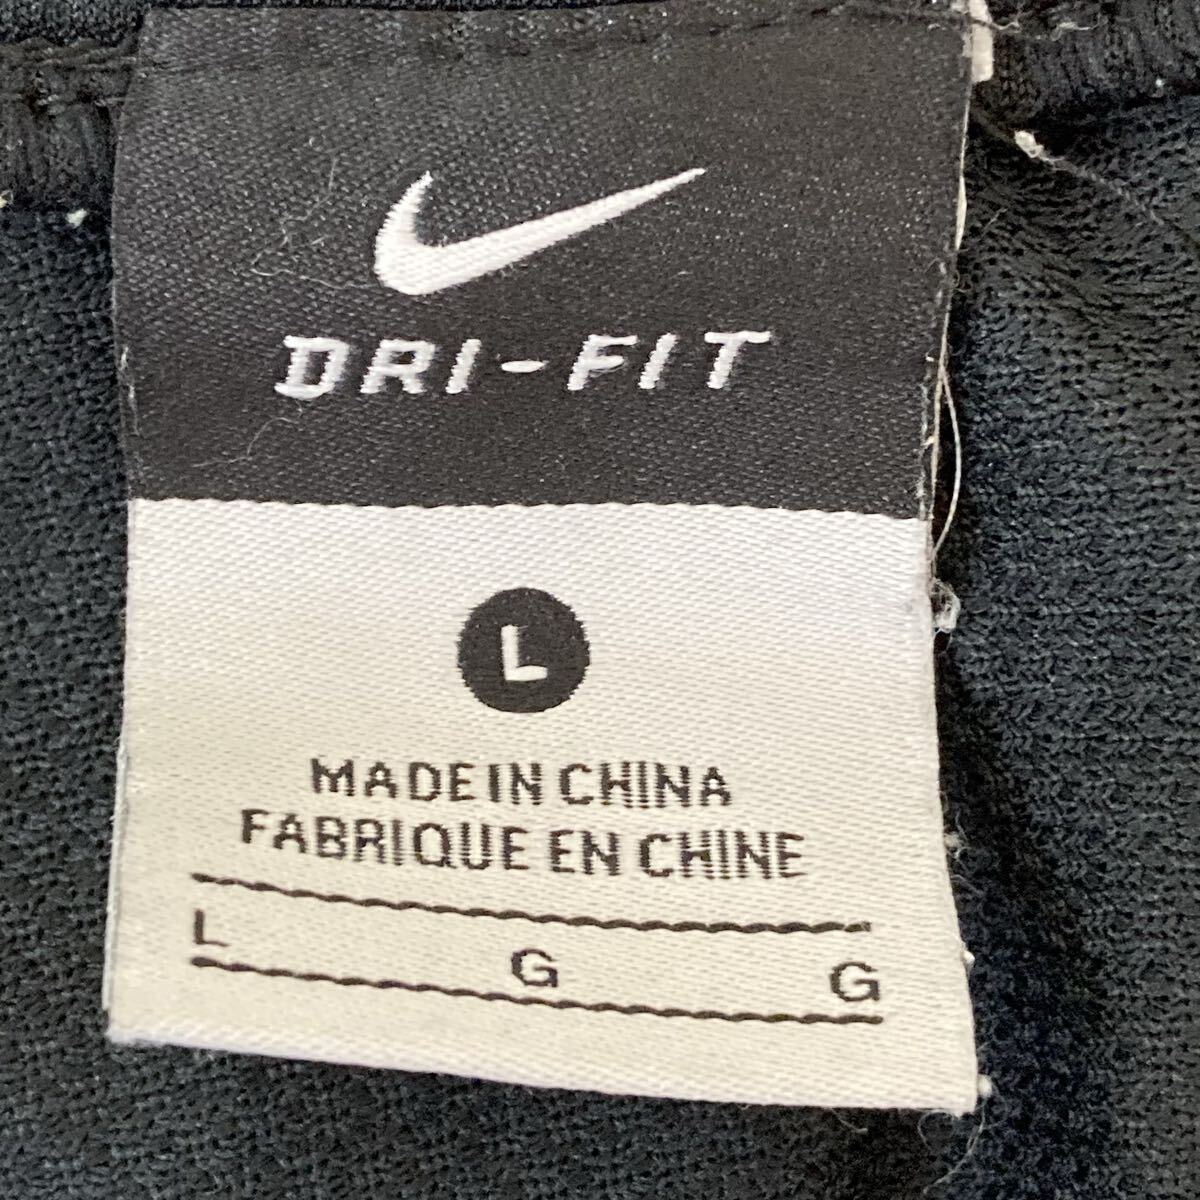 DRI-FIT
L
MADE IN CHINA
FABRIQUE EN CHINE
L G G